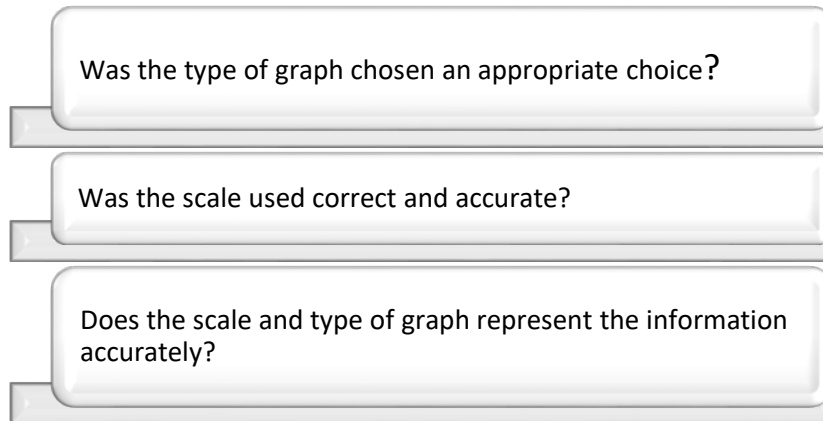 Was the type of graph chosen an appropriate choice?
Was the scale used correct and accurate?
Does the scale and type of graph represent the information
accurately?